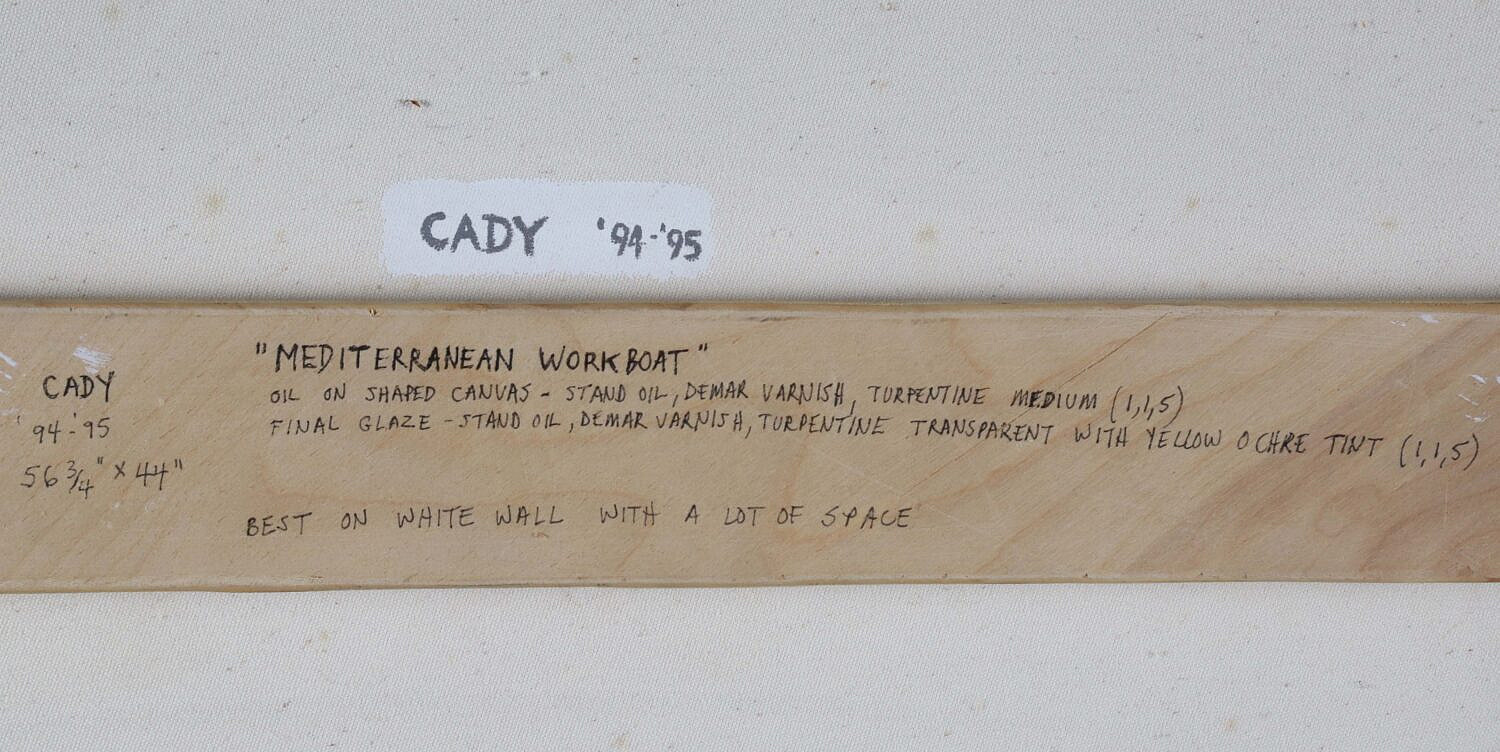 CADY '94-'95
"MEDITERRANEAN WORKBOAT"
OIL ON SHAPED CANVAS - STAND OIL, DEMAR VARNISH, TURPENTINE MEDIUM (1,1,5)
FINAL GLAZE - STAND OIL, DEMAR VARNISH, TURPENTINE TRANSPARENT WITH YELLOW OCHRE TINT (1,1,5)
CADY
'94-'95
56 3/4" x 44"
BEST ON WHITE WALL WITH A LOT OF SPACE